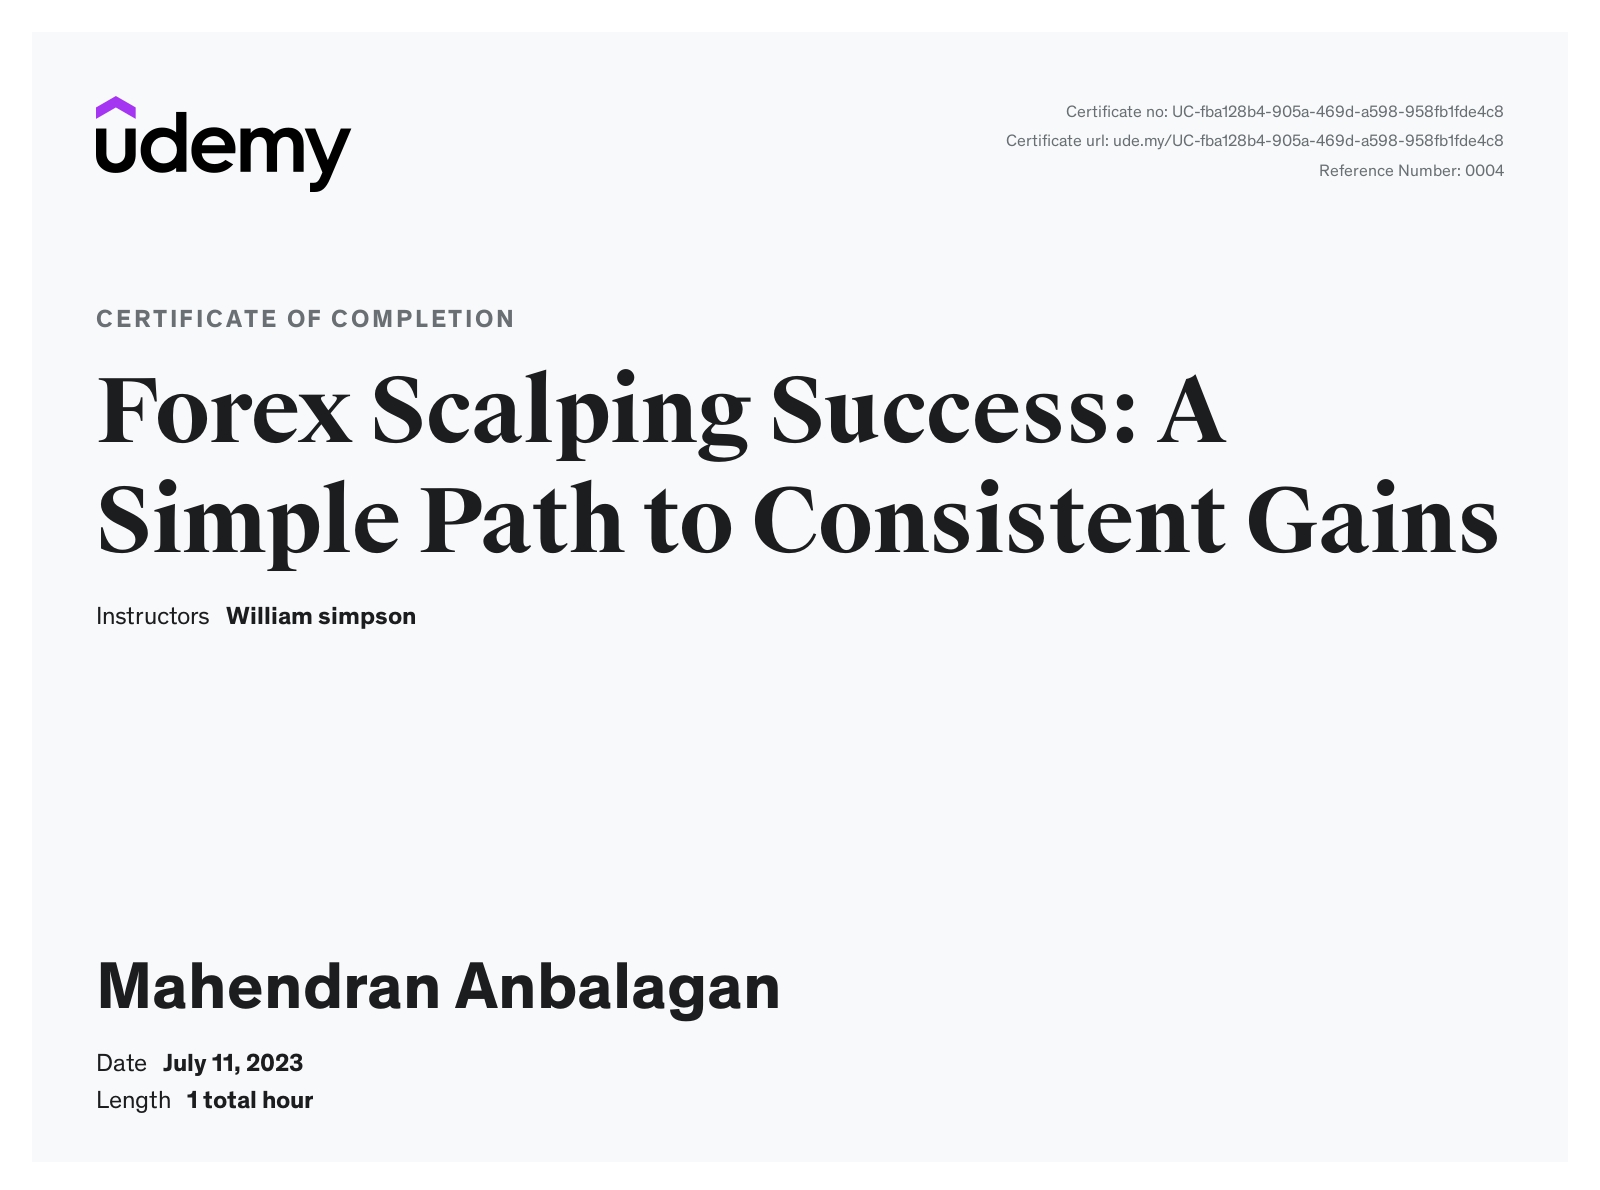 udemy
Certificate no: UC-fba128b4-905a-469d-a598-958fb1fde4c8
Certificate url: ude.my/UC-fba128b4-905a-469d-a598-958fb1fde4c8
Reference Number: 0004
CERTIFICATE OF COMPLETION
Forex Scalping Success: A
Simple Path to Consistent Gains
Instructors William simpson
Mahendran Anbalagan
Date July 11, 2023
Length 1 total hour